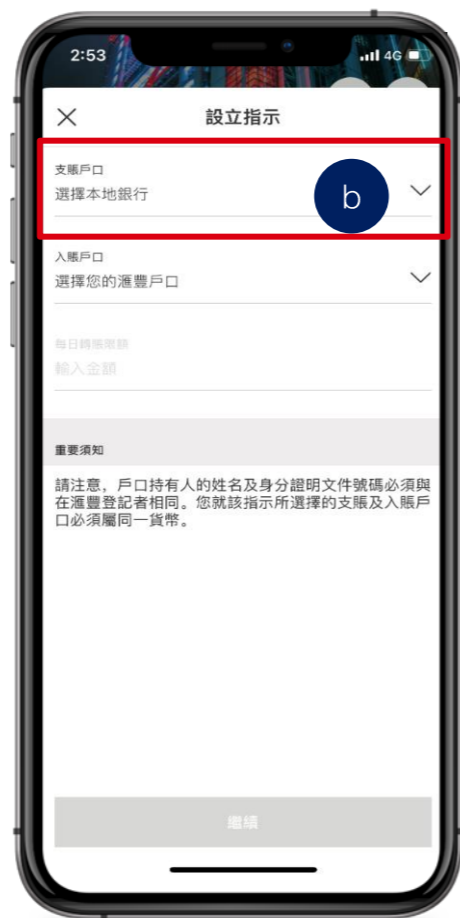 2:53
4G
設立指示
支賬戶口
選擇本地銀行
b
入賬戶口
選擇您的滙豐戶口
每日轉賬限額
輸入金額
重要須知
請注意，戶口持有人的姓名及身分證明文件號碼必須與
在滙豐登記者相同。您就該指示所選擇的支賬及入賬戶
口必須屬同一貨幣。
繼續